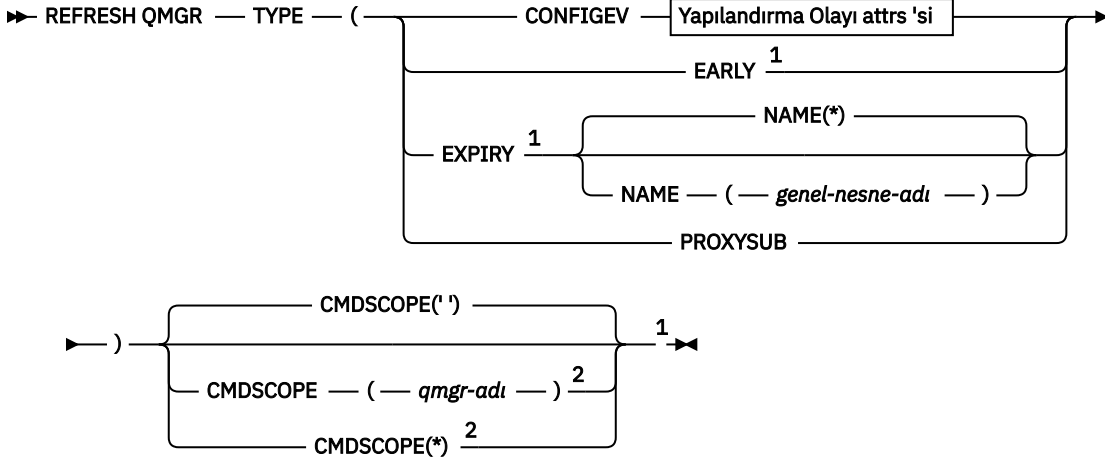 REFRESH QMGR TYPE ( CONFIGEV Yapılandırma Olayı attrs 'si
EARLY 1
NAME(*)
EXPIRY 1
NAME ( genel-nesne-adı )
PROXYSUB
CMDSCOPE(' ')
) 1
CMDSCOPE ( qmgr-adı ) 2
CMDSCOPE(*) 2